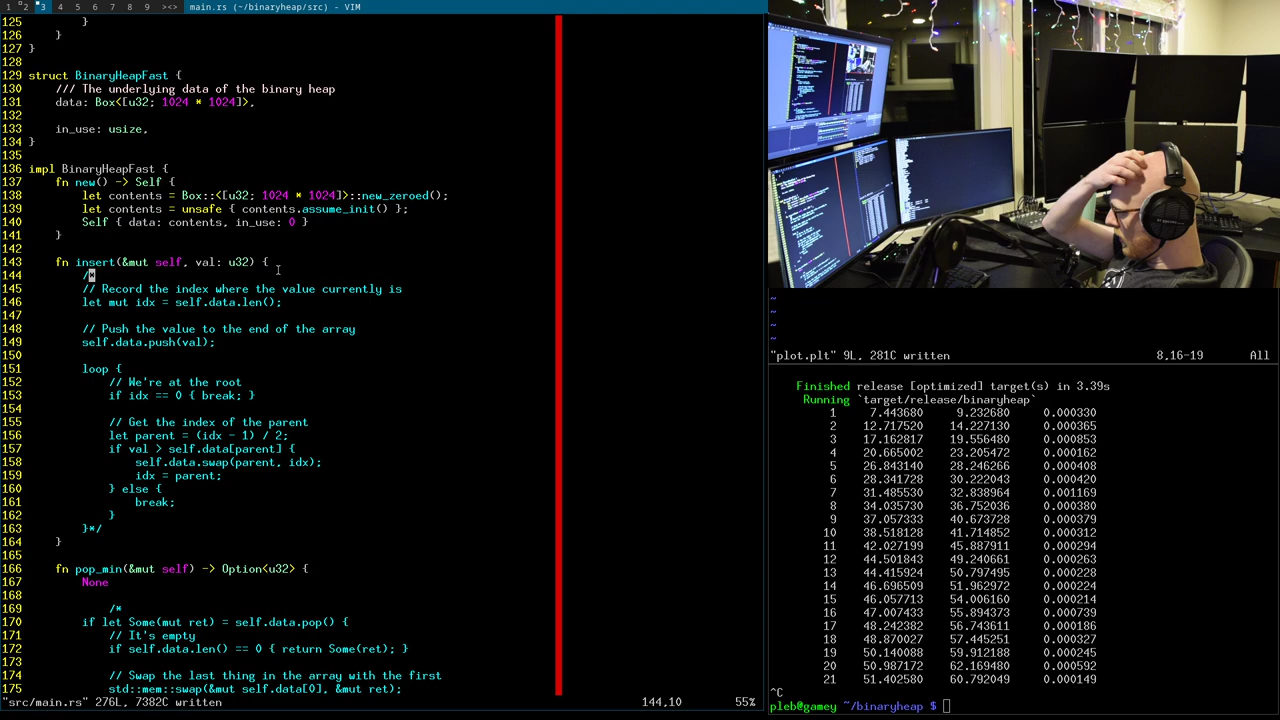 1 2 3 4 5 6 7 8 9 ><> main.rs (~/binaryheap/src) - VIM
125 }
126 }
127 }
128
129 struct BinaryHeapFast {
130 /// The underlying data of the binary heap
131 data: Box<[u32; 1024 * 1024]>,
132
133 in_use: usize,
134 }
135
136 impl BinaryHeapFast {
137 fn new() -> Self {
138 let contents = Box::<[u32; 1024 * 1024]>::new_zeroed();
139 let contents = unsafe { contents.assume_init() };
140 Self { data: contents, in_use: 0 }
141 }
142
143 fn insert(&mut self, val: u32) {
144 /*
145 // Record the index where the value currently is
146 let mut idx = self.data.len();
147
148 // Push the value to the end of the array
149 self.data.push(val);
150
151 loop {
152 // We're at the root
153 if idx == 0 { break; }
154
155 // Get the index of the parent
156 let parent = (idx - 1) / 2;
157 if val > self.data[parent] {
158 self.data.swap(parent, idx);
159 idx = parent;
160 } else {
161 break;
162 }
163 }*/
164 }
165
166 fn pop_min(&mut self) -> Option<u32> {
167 None
168
169 /*
170 if let Some(mut ret) = self.data.pop() {
171 // It's empty
172 if self.data.len() == 0 { return Some(ret); }
173
174 // Swap the last thing in the array with the first
175 std::mem::swap(&mut self.data[0], &mut ret);
"src/main.rs" 276L, 7382C written 144,10 55%
~
~
~
~
"plot.plt" 9L, 281C written 8,16-19 All
Finished release [optimized] target(s) in 3.39s
Running `target/release/binaryheap`
1 7.443680 9.232680 0.000330
2 12.717520 14.227130 0.000365
3 17.162817 19.556480 0.000853
4 20.665002 23.205472 0.000162
5 26.843140 28.246266 0.000408
6 28.341728 30.222043 0.000420
7 31.485530 32.838964 0.001169
8 34.035730 36.752036 0.000380
9 37.057333 40.673728 0.000379
10 38.518128 41.714852 0.000312
11 42.027199 45.887911 0.000294
12 44.501843 49.240661 0.000263
13 44.415924 50.797495 0.000228
14 46.696509 51.962972 0.000224
15 46.057713 54.006160 0.000214
16 47.007433 55.894373 0.000739
17 48.242382 56.743611 0.000186
18 48.870027 57.445251 0.000327
19 50.140088 59.912188 0.000664
20 50.987172 62.169480 0.000592
21 51.402580 60.792049 0.000149
^C
pleb@gamey ~/binaryheap $